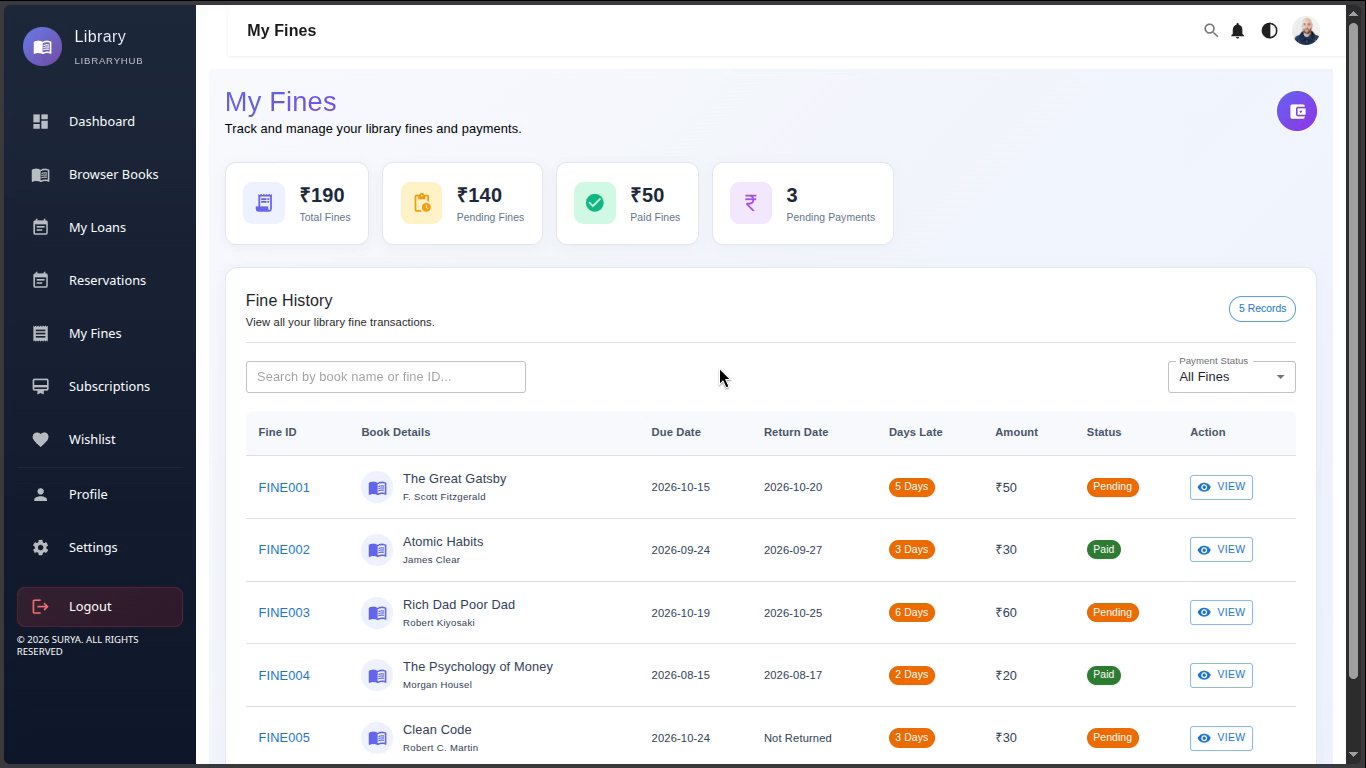 Library
LIBRARYHUB
Dashboard
Browser Books
My Loans
Reservations
My Fines
Subscriptions
Wishlist
Profile
Settings
Logout
© 2026 SURYA. ALL RIGHTS
RESERVED
My Fines
My Fines
Track and manage your library fines and payments.
₹190
Total Fines
₹140
Pending Fines
₹50
Paid Fines
₹
3
Pending Payments
Fine History
View all your library fine transactions.
5 Records
Search by book name or fine ID...
Payment Status
All Fines
Fine ID Book Details Due Date Return Date Days Late Amount Status Action
FINE001 The Great Gatsby F. Scott Fitzgerald 2026-10-15 2026-10-20 5 Days ₹50 Pending VIEW
FINE002 Atomic Habits James Clear 2026-09-24 2026-09-27 3 Days ₹30 Paid VIEW
FINE003 Rich Dad Poor Dad Robert Kiyosaki 2026-10-19 2026-10-25 6 Days ₹60 Pending VIEW
FINE004 The Psychology of Money Morgan Housel 2026-08-15 2026-08-17 2 Days ₹20 Paid VIEW
FINE005 Clean Code Robert C. Martin 2026-10-24 Not Returned 3 Days ₹30 Pending VIEW